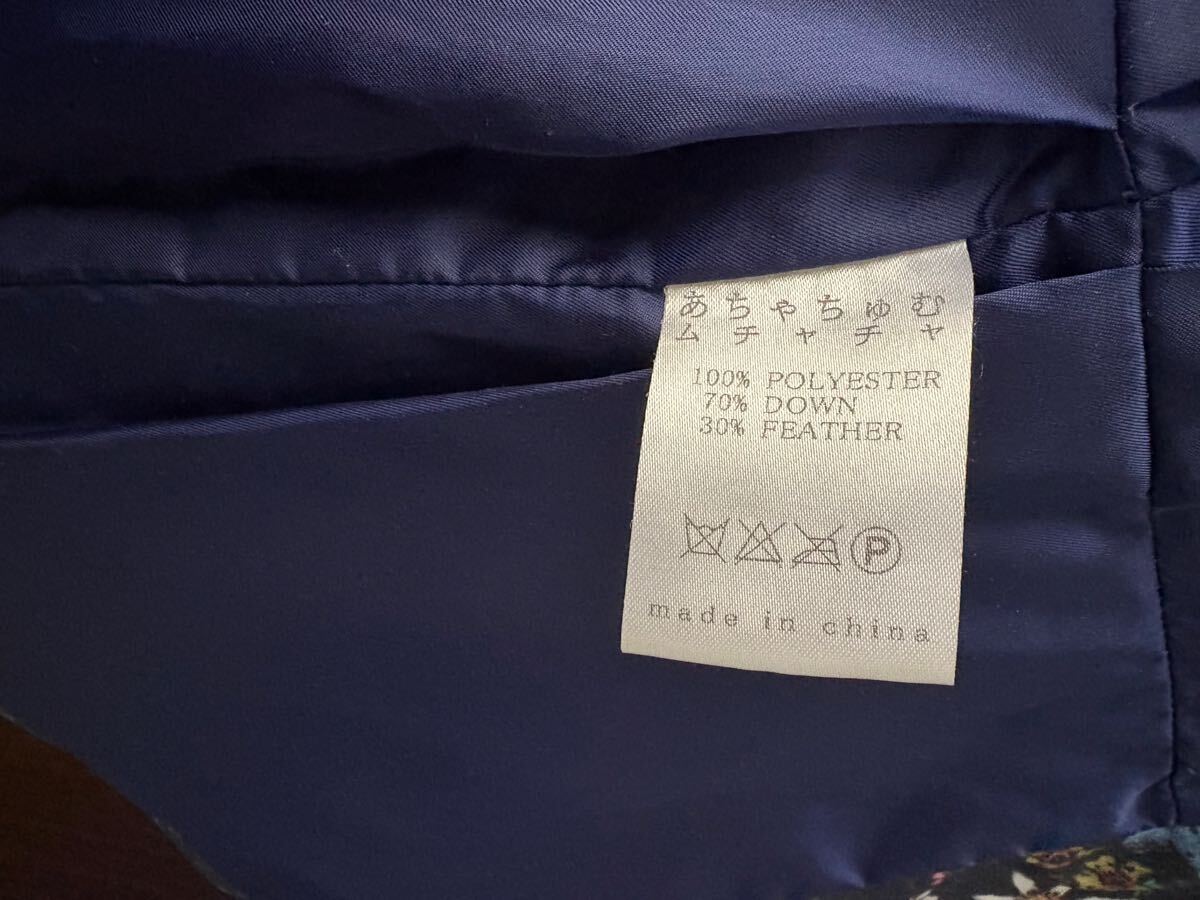 あちゃちゅむ
ムチャチャ
100% POLYESTER
70% DOWN
30% FEATHER
P
made in china